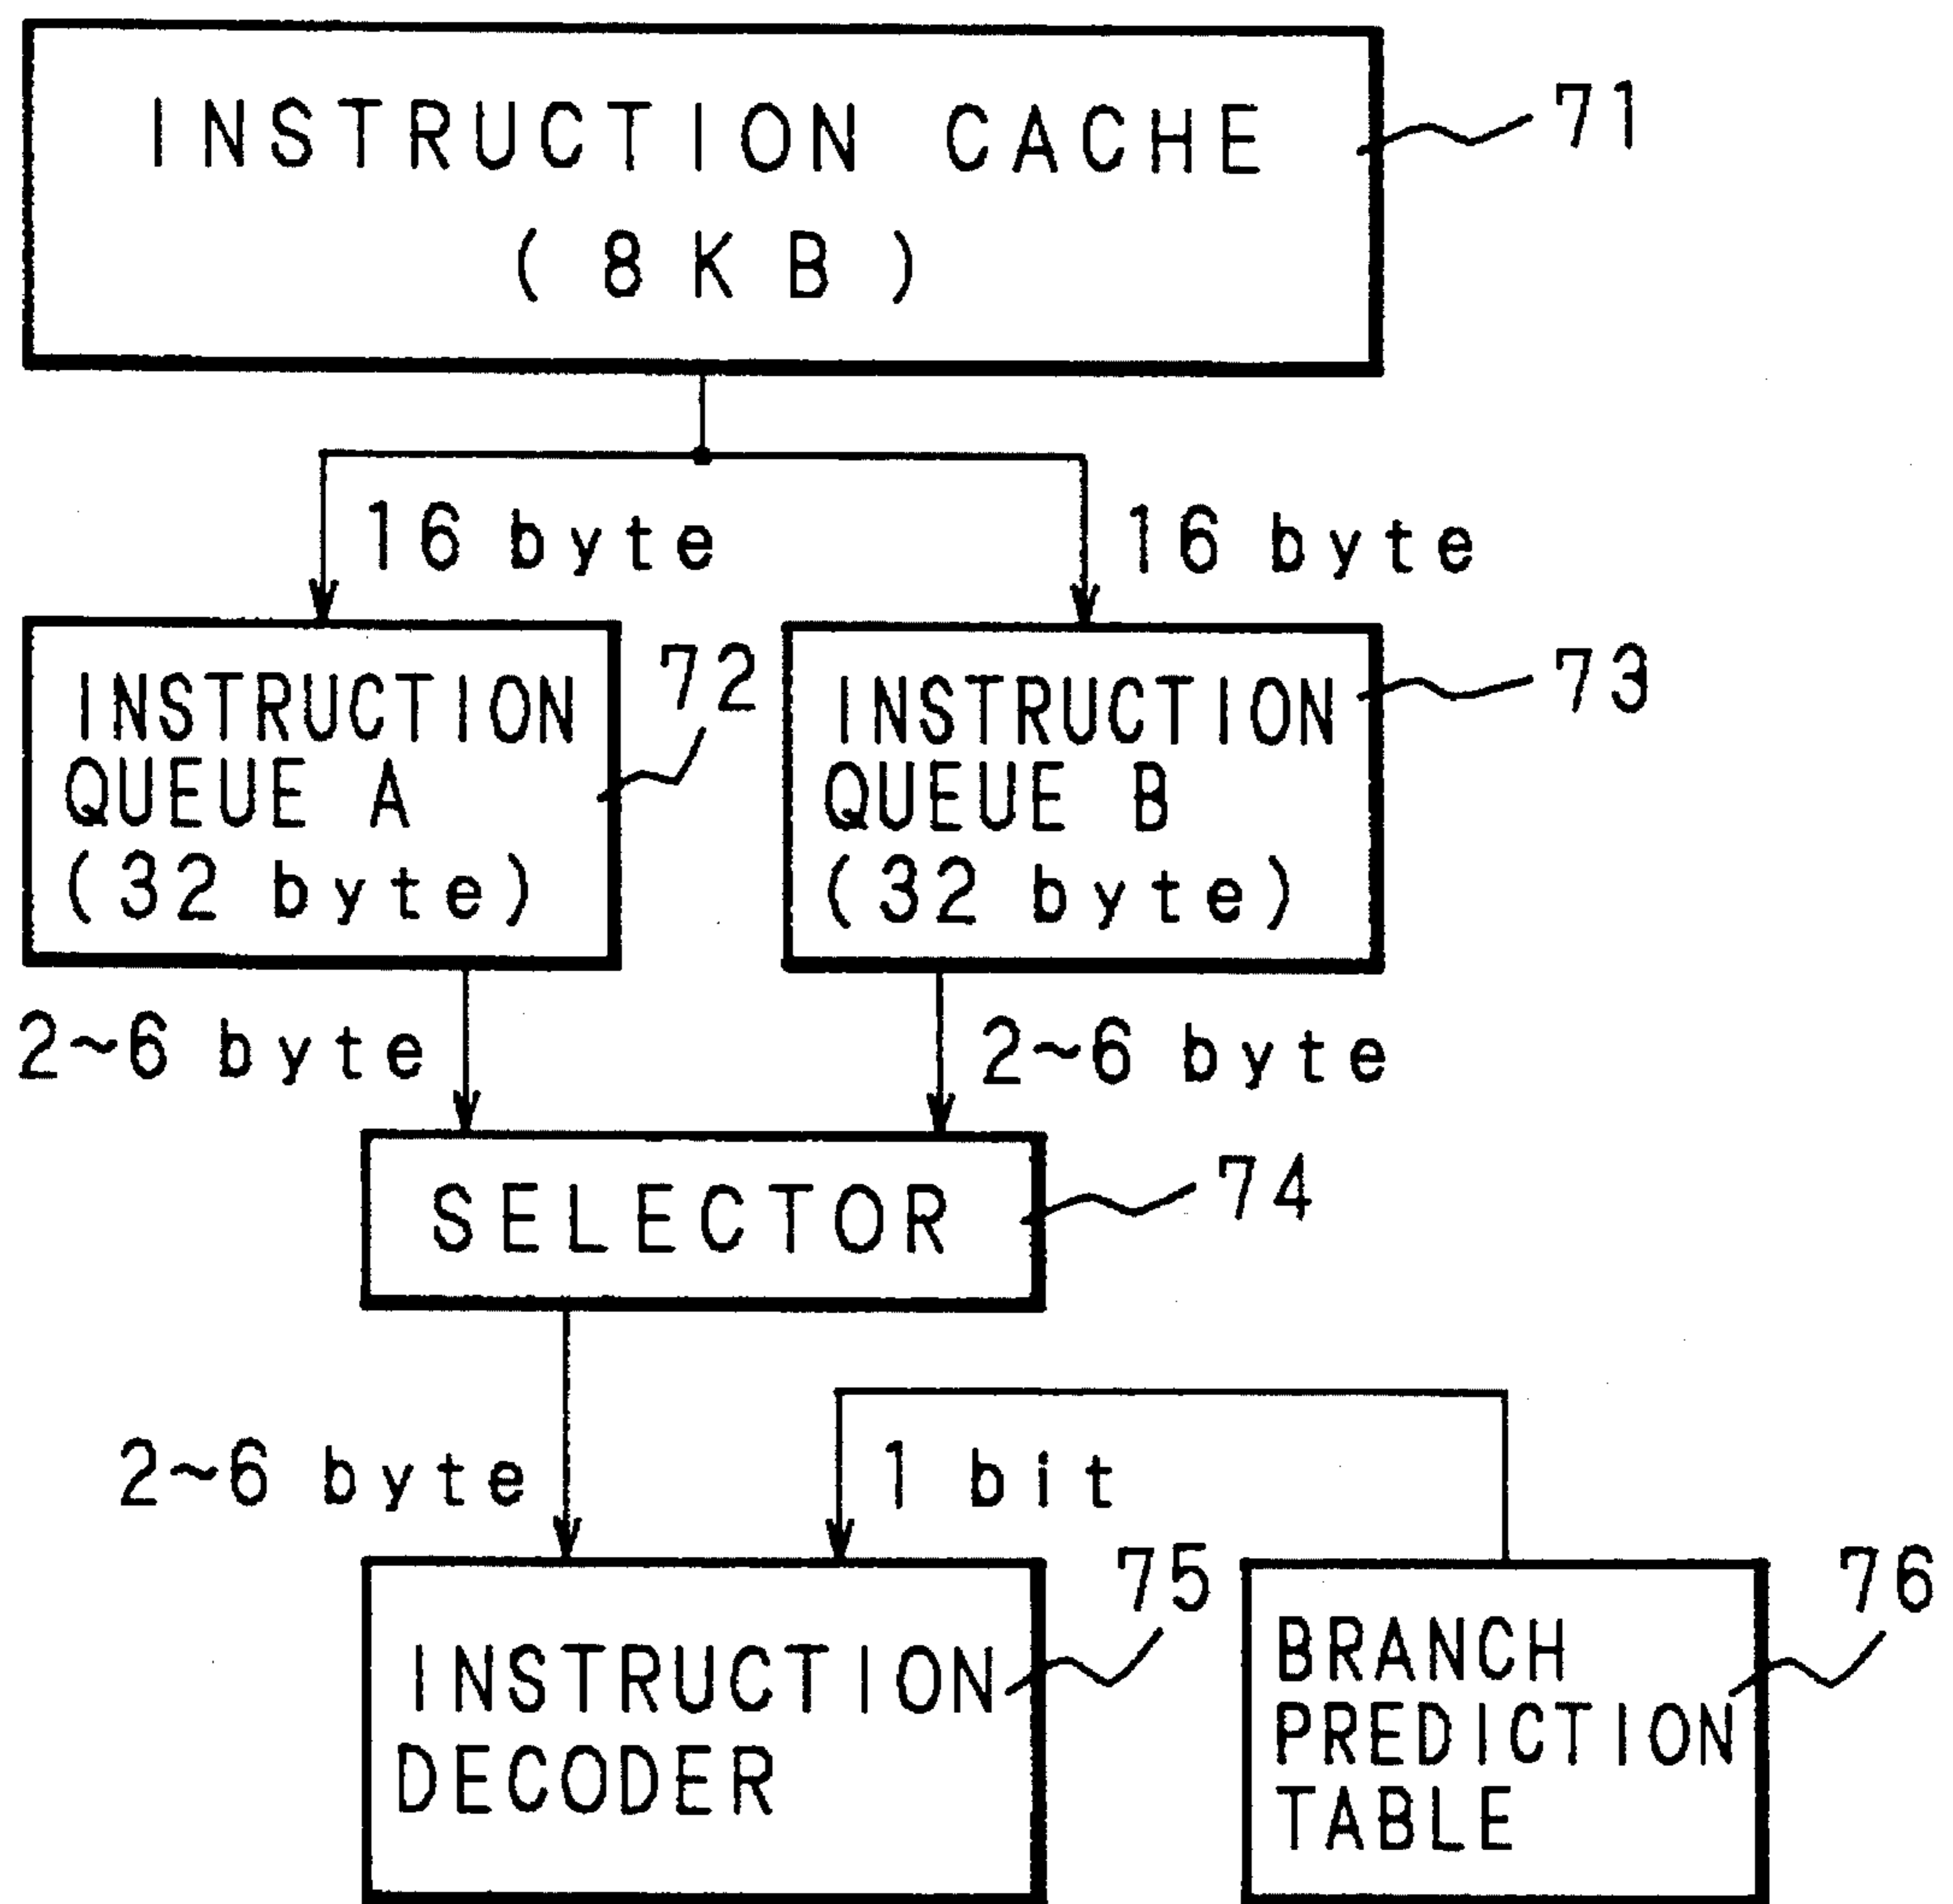 INSTRUCTION CACHE
(8KB)
71
16 byte
16 byte
INSTRUCTION
QUEUE A
(32 byte)
72
INSTRUCTION
QUEUE B
(32 byte)
73
2~6 byte
2~6 byte
SELECTOR
74
2~6 byte
1 bit
INSTRUCTION
DECODER
75
BRANCH
PREDICTION
TABLE
76